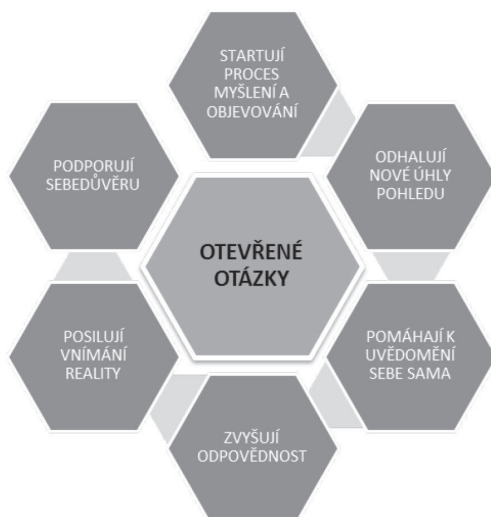 STARTUJÍ
PROCES
MYŠLENÍ A
OBJEVOVÁNÍ
ODHALUJÍ
NOVÉ ÚHLY
POHLEDU
POMÁHAJÍ K
UVĚDOMĚNÍ
SEBE SAMA
ZVYŠUJÍ
ODPOVĚDNOST
POSILUJÍ
VNÍMÁNÍ
REALITY
PODPORUJÍ
SEBEDŮVĚRU
OTEVŘENÉ
OTÁZKY